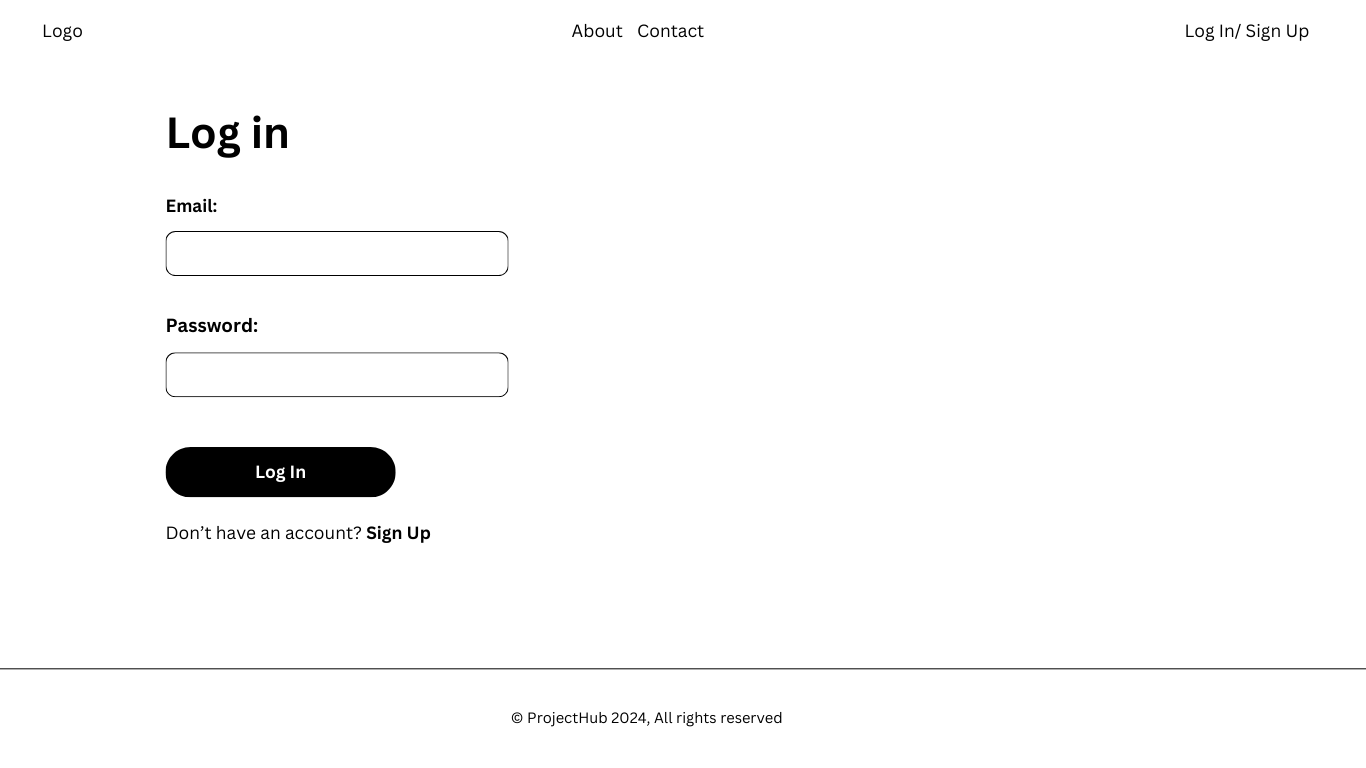 Logo About Contact Log In/ Sign Up
Log in
Email:
Password:
Log In
Don’t have an account? Sign Up
© ProjectHub 2024, All rights reserved